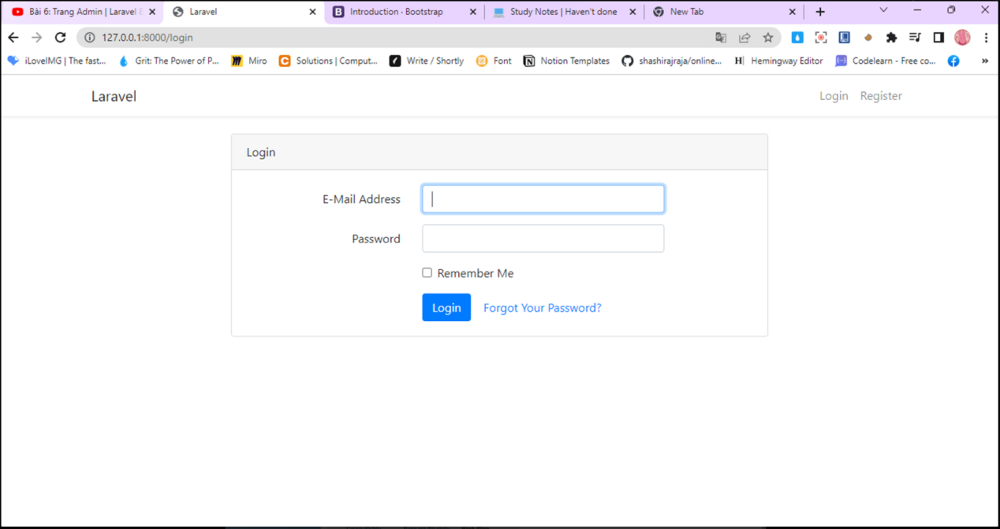 Bài 6: Trang Admin | Laravel 8
Laravel
Introduction · Bootstrap
Study Notes | Haven't done
New Tab
127.0.0.1:8000/login
iLoveIMG | The fast...
Grit: The Power of P...
Miro
Solutions | Comput...
Write / Shortly
Font
Notion Templates
shashirajraja/online...
Hemingway Editor
Codelearn - Free co...
»
Laravel
Login
Register
Login
E-Mail Address
Password
Remember Me
Login
Forgot Your Password?